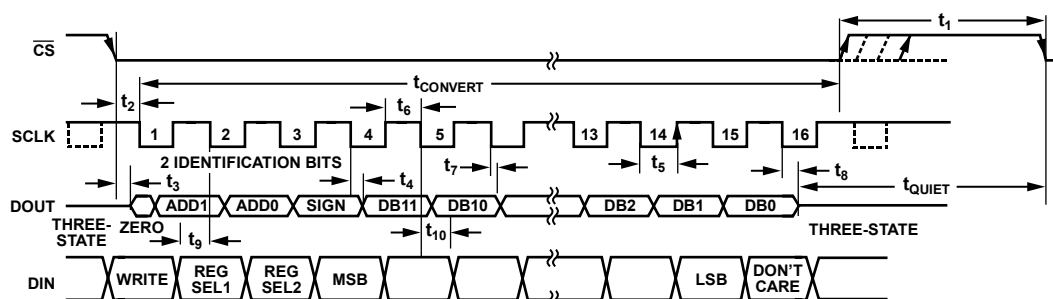 t1
CS
tCONVERT
t2
t6
SCLK
1 2 3 4 5 13 14 15 16
2 IDENTIFICATION BITS
t3
t4
t7
t5
t8
tQUIET
DOUT
ADD1 ADD0 SIGN DB11 DB10 DB2 DB1 DB0
THREE-STATE
ZERO
THREE-STATE
t9
t10
DIN
WRITE
REG SEL1
REG SEL2
MSB
LSB
DON'T CARE